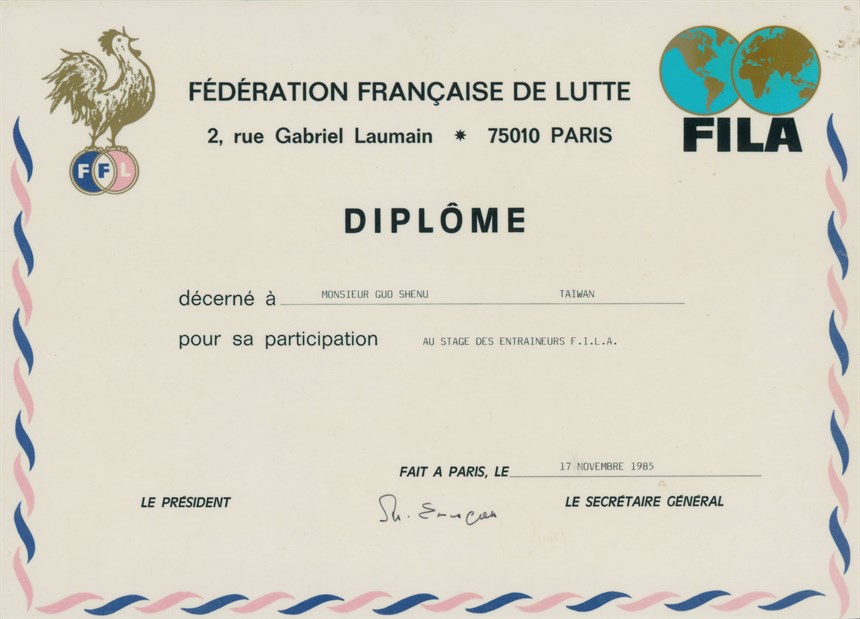 FÉDÉRATION FRANÇAISE DE LUTTE
2, rue Gabriel Laumain * 75010 PARIS
FFL
FILA
DIPLÔME
décerné à MONSIEUR GUO SHENU TAIWAN
pour sa participation AU STAGE DES ENTRAINEURS F.I.L.A.
FAIT A PARIS, LE 17 NOVEMBRE 1985
LE PRÉSIDENT LE SECRÉTAIRE GÉNÉRAL